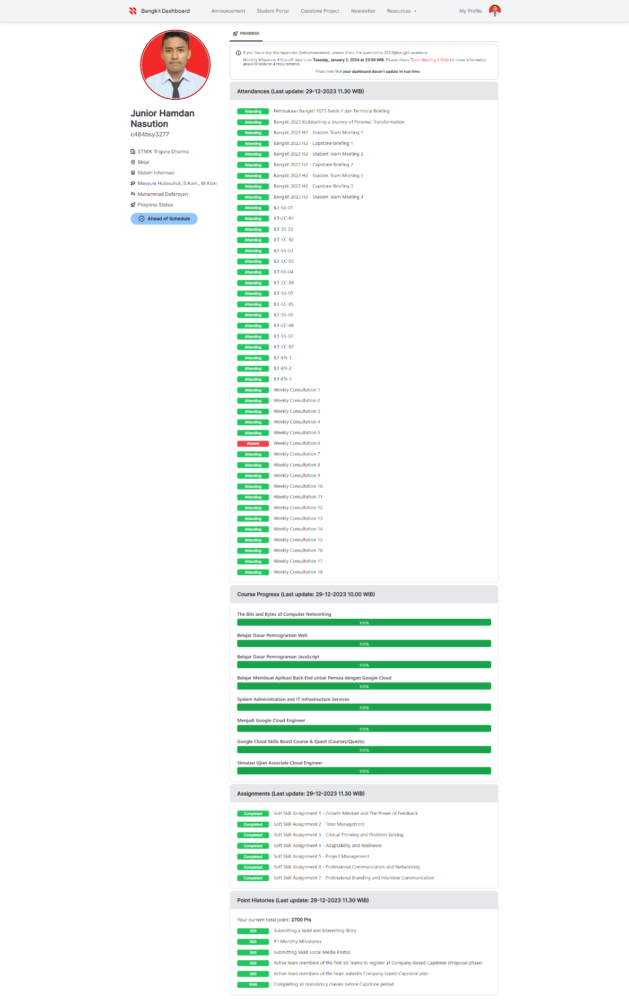 Bangkit Dashboard
Announcement
Student Portal
Capstone Project
Newsletter
Resources
My Profile
Junior Hamdan
Nasution
c484bsy3277
STMIK Triguna Dharma
Binjai
Sistem Informasi
Masyuni Hutasuhut, S.Kom., M.Kom
Muhammad Defaroyan
Progress Status
Ahead of Schedule
PROGRESS
If you found any discrepancies (ketidaksesuaian), please direct the question to 2023@bangkit.academy
Monthly Milestone 4 Cut-off date is on Tuesday, January 2, 2024 at 23:59 WIB. Please check Team Meeting 4 Slide for more information
about Milestone 4 requirements
Please note that your dashboard doesn't update in real-time
Attendances (Last update: 29-12-2023 11.30 WIB)
Attending Pembukaan Bangkit 2023 Batch 2 dan Technical Briefing
Attending Bangkit 2023 Kickstarting a Journey of Personal Transformation
Attending Bangkit 2023 H2 - Student Team Meeting 1
Attending Bangkit 2023 H2 - Capstone Briefing 1
Attending Bangkit 2023 H2 - Student Team Meeting 2
Attending Bangkit 2023 H2 - Capstone Briefing 2
Attending Bangkit 2023 H2 - Student Team Meeting 3
Attending Bangkit 2023 H2 - Capstone Briefing 3
Attending Bangkit 2023 H2 - Student Team Meeting 4
Attending ILT-SS-01
Attending ILT-CC-01
Attending ILT-SS-02
Attending ILT-CC-02
Attending ILT-SS-03
Attending ILT-CC-03
Attending ILT-SS-04
Attending ILT-CC-04
Attending ILT-SS-05
Attending ILT-CC-05
Attending ILT-SS-06
Attending ILT-CC-06
Attending ILT-SS-07
Attending ILT-CC-07
Attending ILT-EN-1
Attending ILT-EN-2
Attending ILT-EN-3
Attending Weekly Consultation 1
Attending Weekly Consultation 2
Attending Weekly Consultation 3
Attending Weekly Consultation 4
Attending Weekly Consultation 5
Absent Weekly Consultation 6
Attending Weekly Consultation 7
Attending Weekly Consultation 8
Attending Weekly Consultation 9
Attending Weekly Consultation 10
Attending Weekly Consultation 11
Attending Weekly Consultation 12
Attending Weekly Consultation 13
Attending Weekly Consultation 14
Attending Weekly Consultation 15
Attending Weekly Consultation 16
Attending Weekly Consultation 17
Attending Weekly Consultation 18
Course Progress (Last update: 29-12-2023 10.00 WIB)
The Bits and Bytes of Computer Networking
100%
Belajar Dasar Pemrograman Web
100%
Belajar Dasar Pemrograman JavaScript
100%
Belajar Membuat Aplikasi Back-End untuk Pemula dengan Google Cloud
100%
System Administration and IT Infrastructure Services
100%
Menjadi Google Cloud Engineer
100%
Google Cloud Skills Boost Course & Quest (Courses/Quests)
100%
Simulasi Ujian Associate Cloud Engineer
100%
Assignments (Last update: 29-12-2023 11.30 WIB)
Completed Soft Skill Assignment 1 - Growth Mindset and The Power of Feedback
Completed Soft Skill Assignment 2 - Time Management
Completed Soft Skill Assignment 3 - Critical Thinking and Problem Solving
Completed Soft Skill Assignment 4 - Adaptability and Resilience
Completed Soft Skill Assignment 5 - Project Management
Completed Soft Skill Assignment 6 - Professional Communication and Networking
Completed Soft Skill Assignment 7 - Professional Branding and Interview Communication
Point Histories (Last update: 29-12-2023 11.30 WIB)
Your current total point: 2700 Pts
300 Submitting a Valid and Interesting Story
500 #1 Monthly Milestones
300 Submitting Valid Social Media Post(s)
300 Active team members of the first 50 Teams to register at Company-based Capstone (Proposal phase)
300 Active team members of the team submits Company-based Capstone plan
1000 Completing all mandatory classes before Capstone period